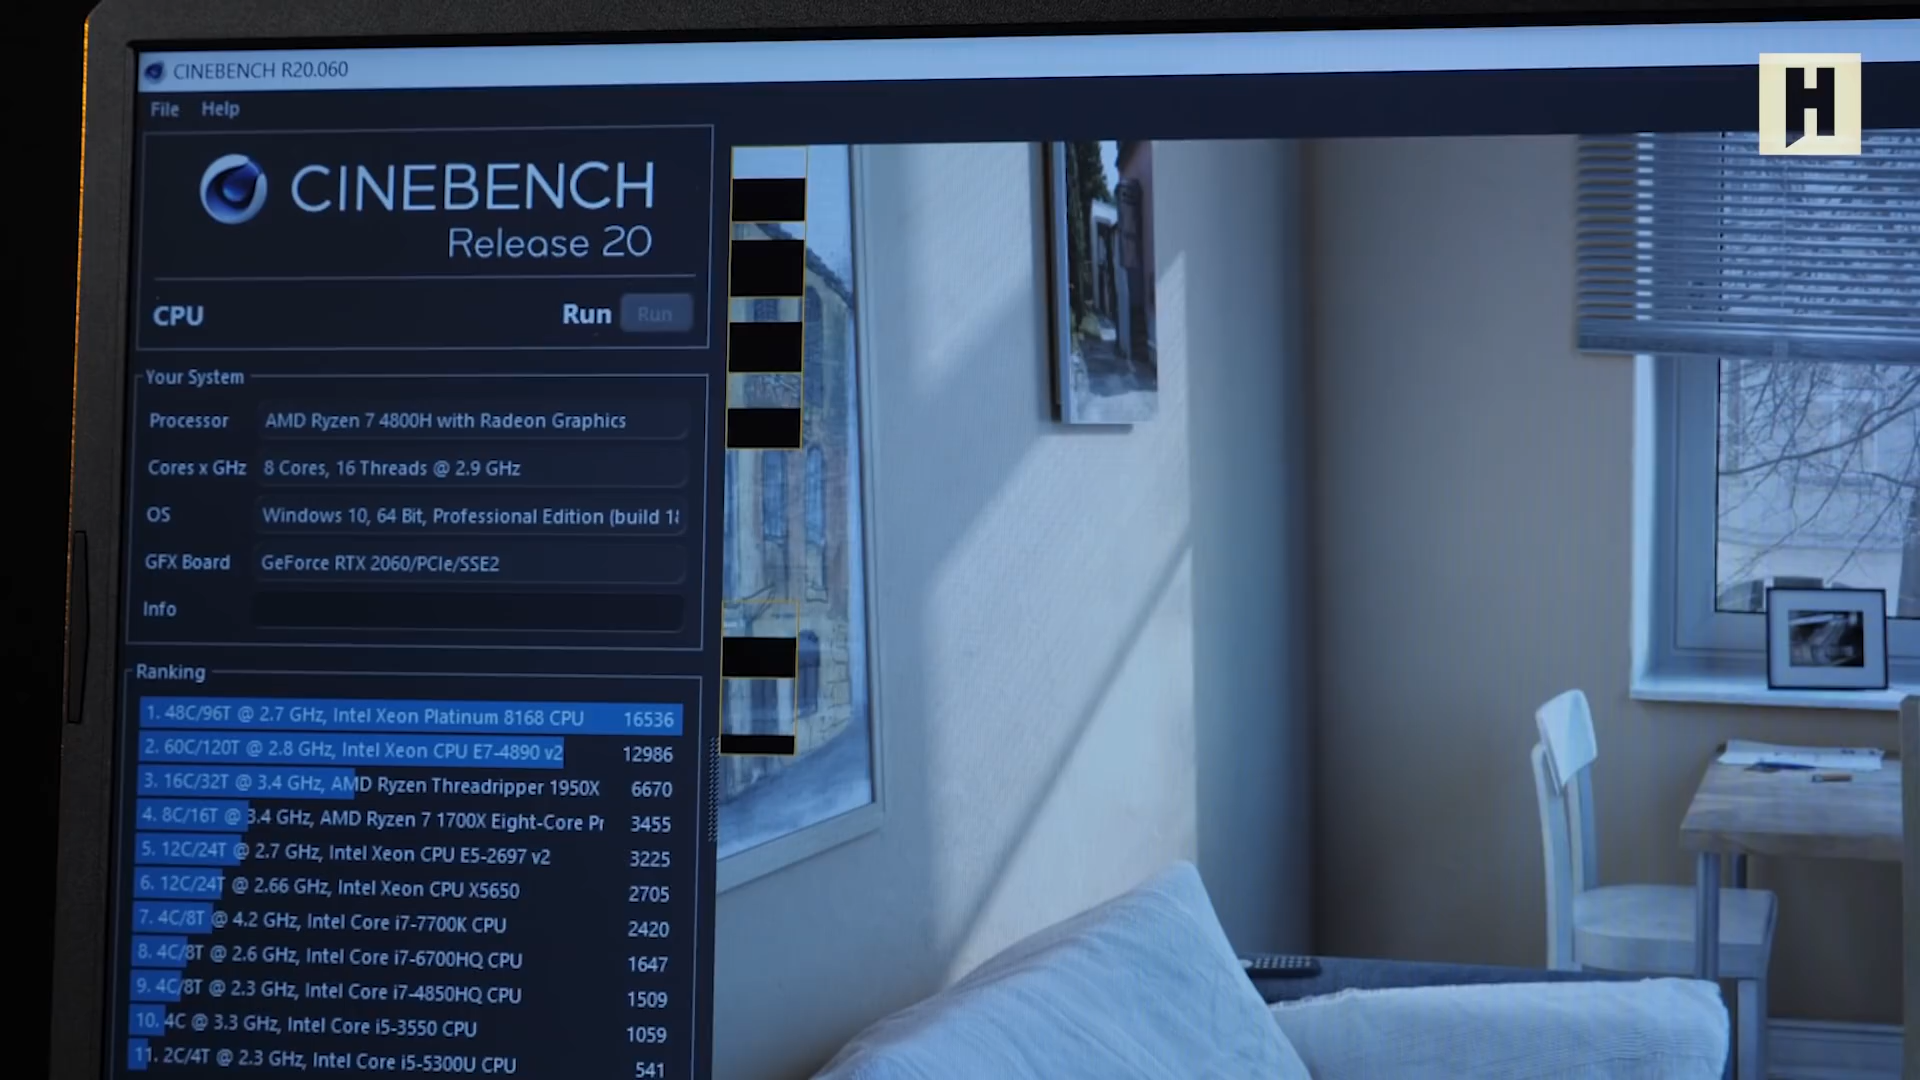 CINEBENCH R20.060
H
File Help
CINEBENCH
Release 20
CPU
Run Run
Your System
Processor AMD Ryzen 7 4800H with Radeon Graphics
Cores x GHz 8 Cores, 16 Threads @ 2.9 GHz
OS Windows 10, 64 Bit, Professional Edition (build 18
GFX Board GeForce RTX 2060/PCIe/SSE2
Info
Ranking
1. 48C/96T @ 2.7 GHz, Intel Xeon Platinum 8168 CPU 16536
2. 60C/120T @ 2.8 GHz, Intel Xeon CPU E7-4890 v2 12986
3. 16C/32T @ 3.4 GHz, AMD Ryzen Threadripper 1950X 6670
4. 8C/16T @ 3.4 GHz, AMD Ryzen 7 1700X Eight-Core Pr 3455
5. 12C/24T @ 2.7 GHz, Intel Xeon CPU E5-2697 v2 3225
6. 12C/24T @ 2.66 GHz, Intel Xeon CPU X5650 2705
7. 4C/8T @ 4.2 GHz, Intel Core i7-7700K CPU 2420
8. 4C/8T @ 2.6 GHz, Intel Core i7-6700HQ CPU 1647
9. 4C/8T @ 2.3 GHz, Intel Core i7-4850HQ CPU 1509
10. 4C @ 3.3 GHz, Intel Core i5-3550 CPU 1059
11. 2C/4T @ 2.3 GHz, Intel Core i5-5300U CPU 541